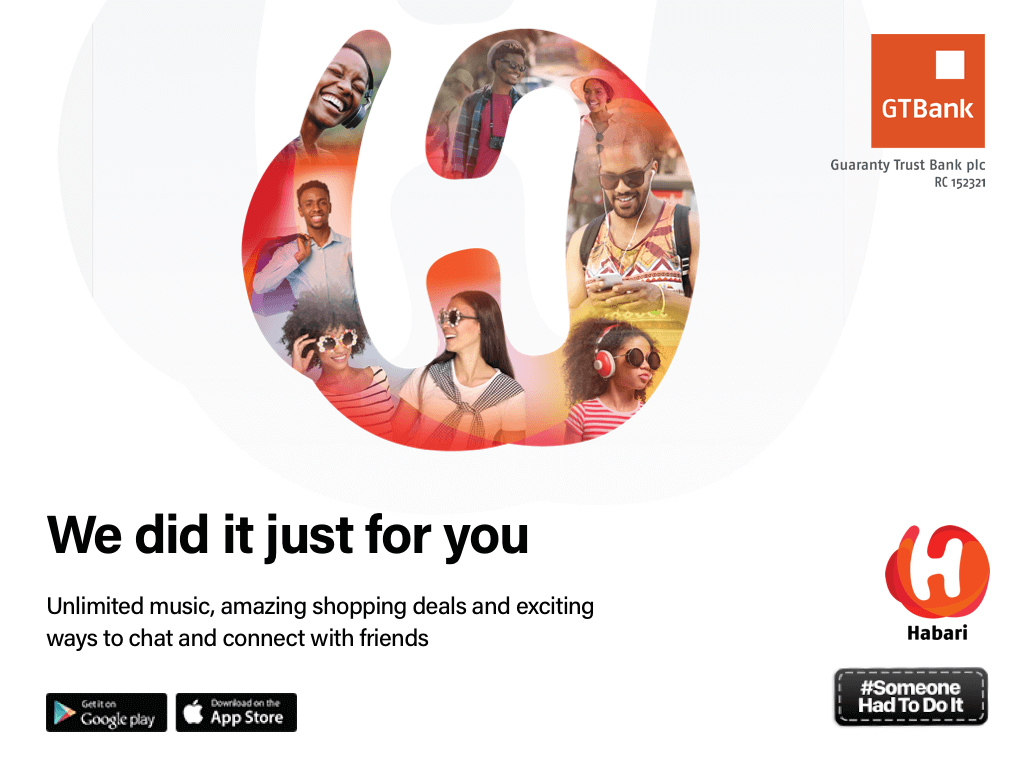 GTBank
Guaranty Trust Bank plc
RC 152321
We did it just for you
Unlimited music, amazing shopping deals and exciting
ways to chat and connect with friends
Habari
Get it on
Google play
Download on the
App Store
#Someone
Had To Do It